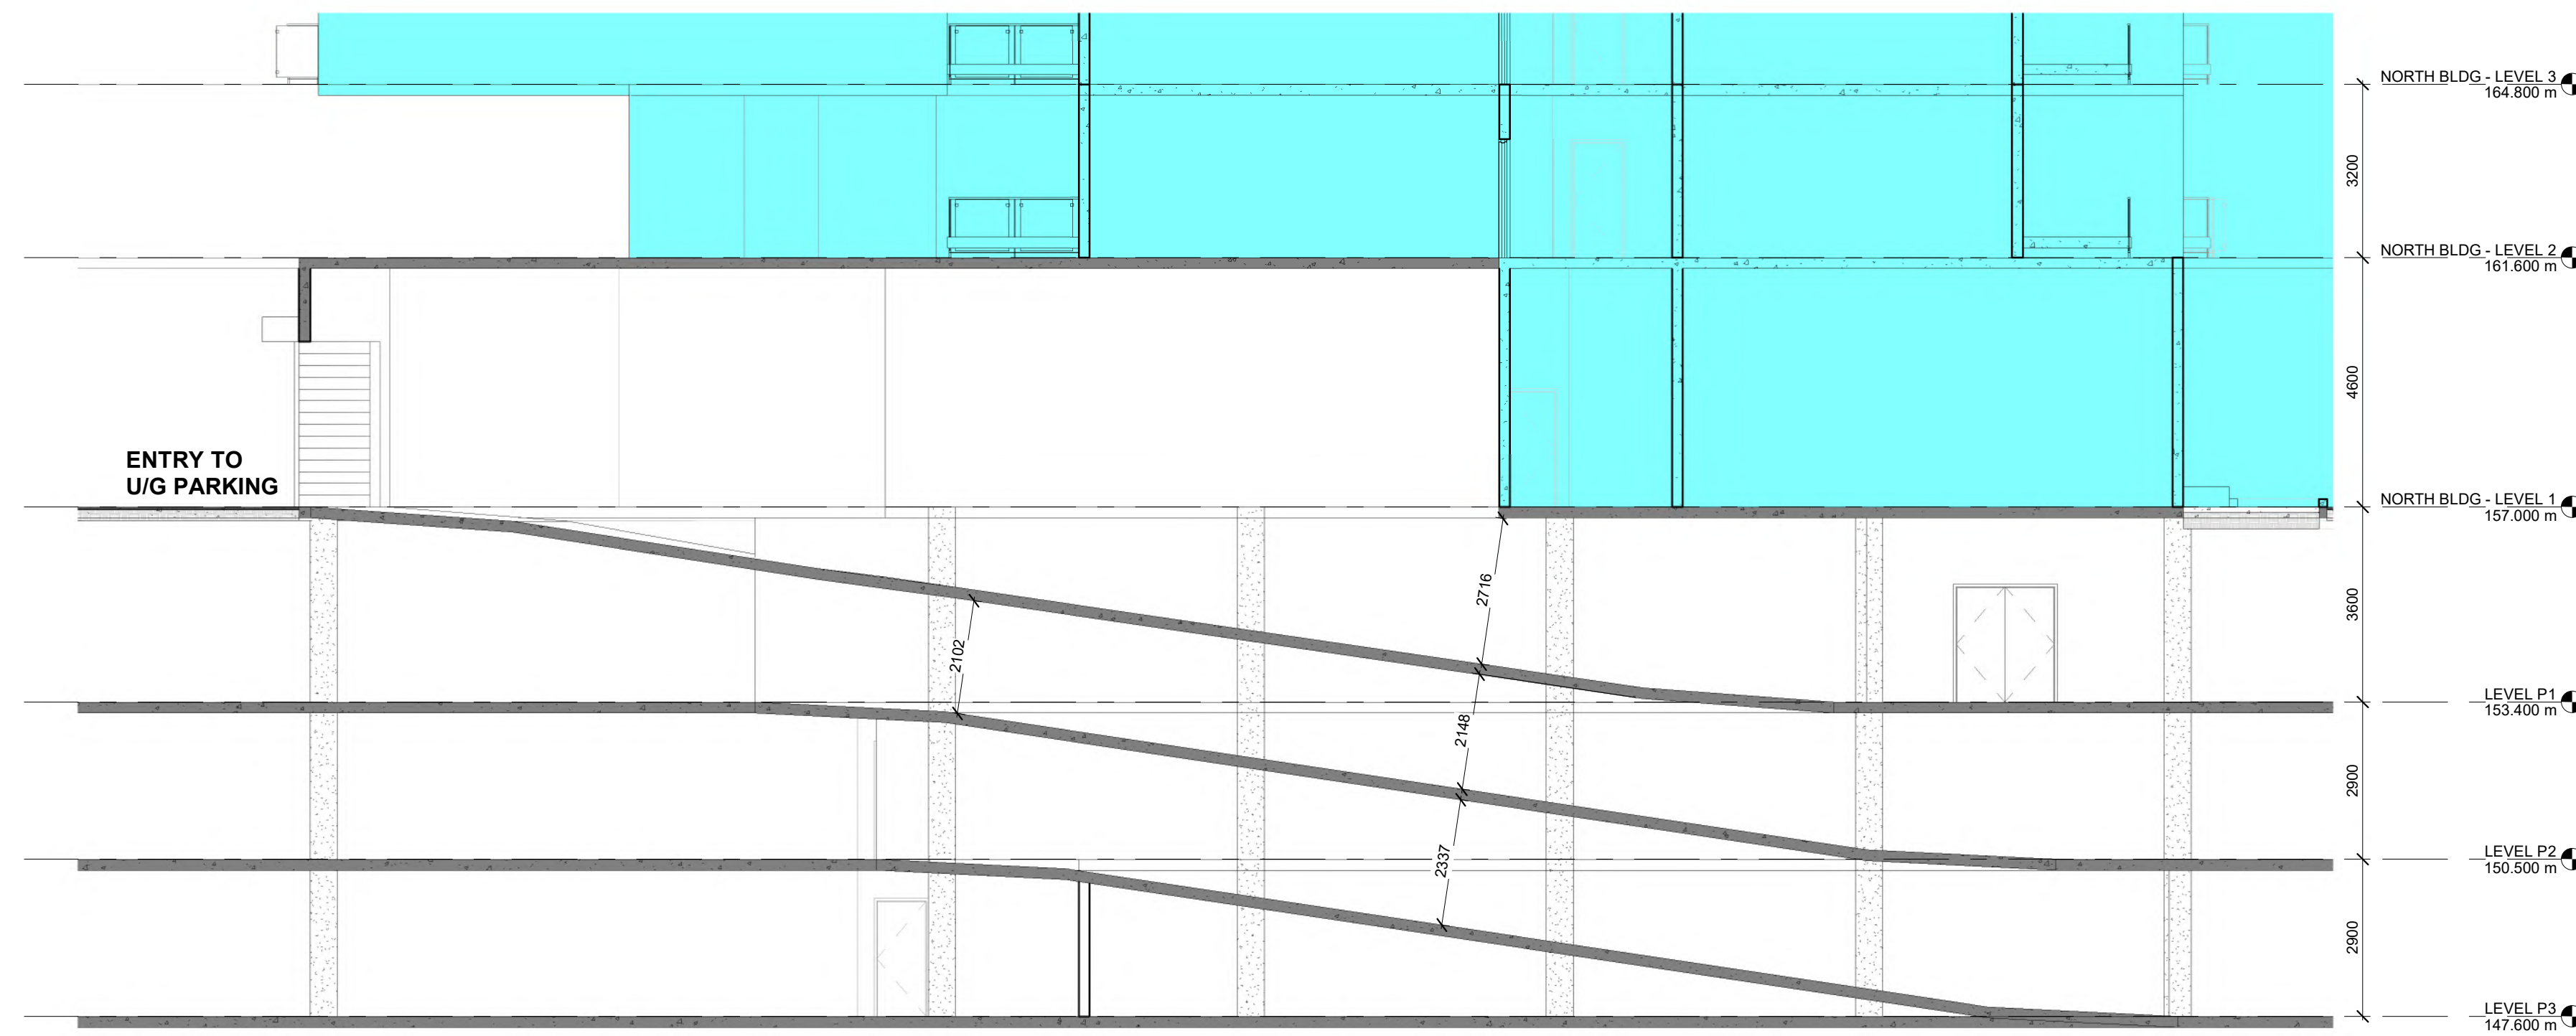 NORTH BLDG - LEVEL 3
164.800 m
3200
NORTH BLDG - LEVEL 2
161.600 m
4600
ENTRY TO
U/G PARKING
NORTH BLDG - LEVEL 1
157.000 m
2716
3600
2102
LEVEL P1
153.400 m
2148
2900
2337
LEVEL P2
150.500 m
2900
LEVEL P3
147.600 m